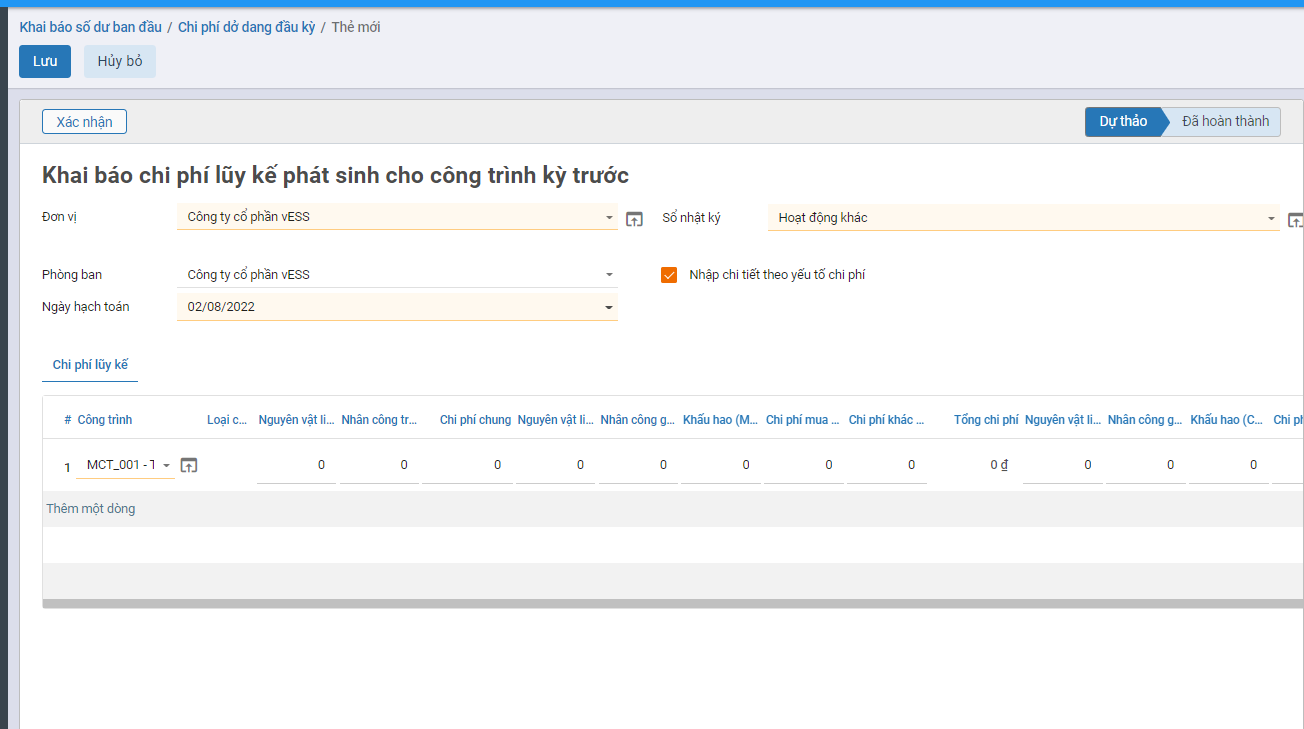 Khai báo số dư ban đầu / Chi phí dở dang đầu kỳ / Thẻ mới
Lưu Hủy bỏ
Xác nhận Dự thảo Đã hoàn thành
Khai báo chi phí lũy kế phát sinh cho công trình kỳ trước
Đơn vị Công ty cổ phần vESS Sổ nhật ký Hoạt động khác
Phòng ban Công ty cổ phần vESS Nhập chi tiết theo yếu tố chi phí
Ngày hạch toán 02/08/2022
Chi phí lũy kế
# Công trình Loại c... Nguyên vật li... Nhân công tr... Chi phí chung Nguyên vật li... Nhân công g... Khấu hao (M... Chi phí mua ... Chi phí khác ... Tổng chi phí Nguyên vật li... Nhân công g... Khấu hao (C... Chi ph
1 MCT_001 - T 0 0 0 0 0 0 0 0 0 ₫ 0 0 0
Thêm một dòng